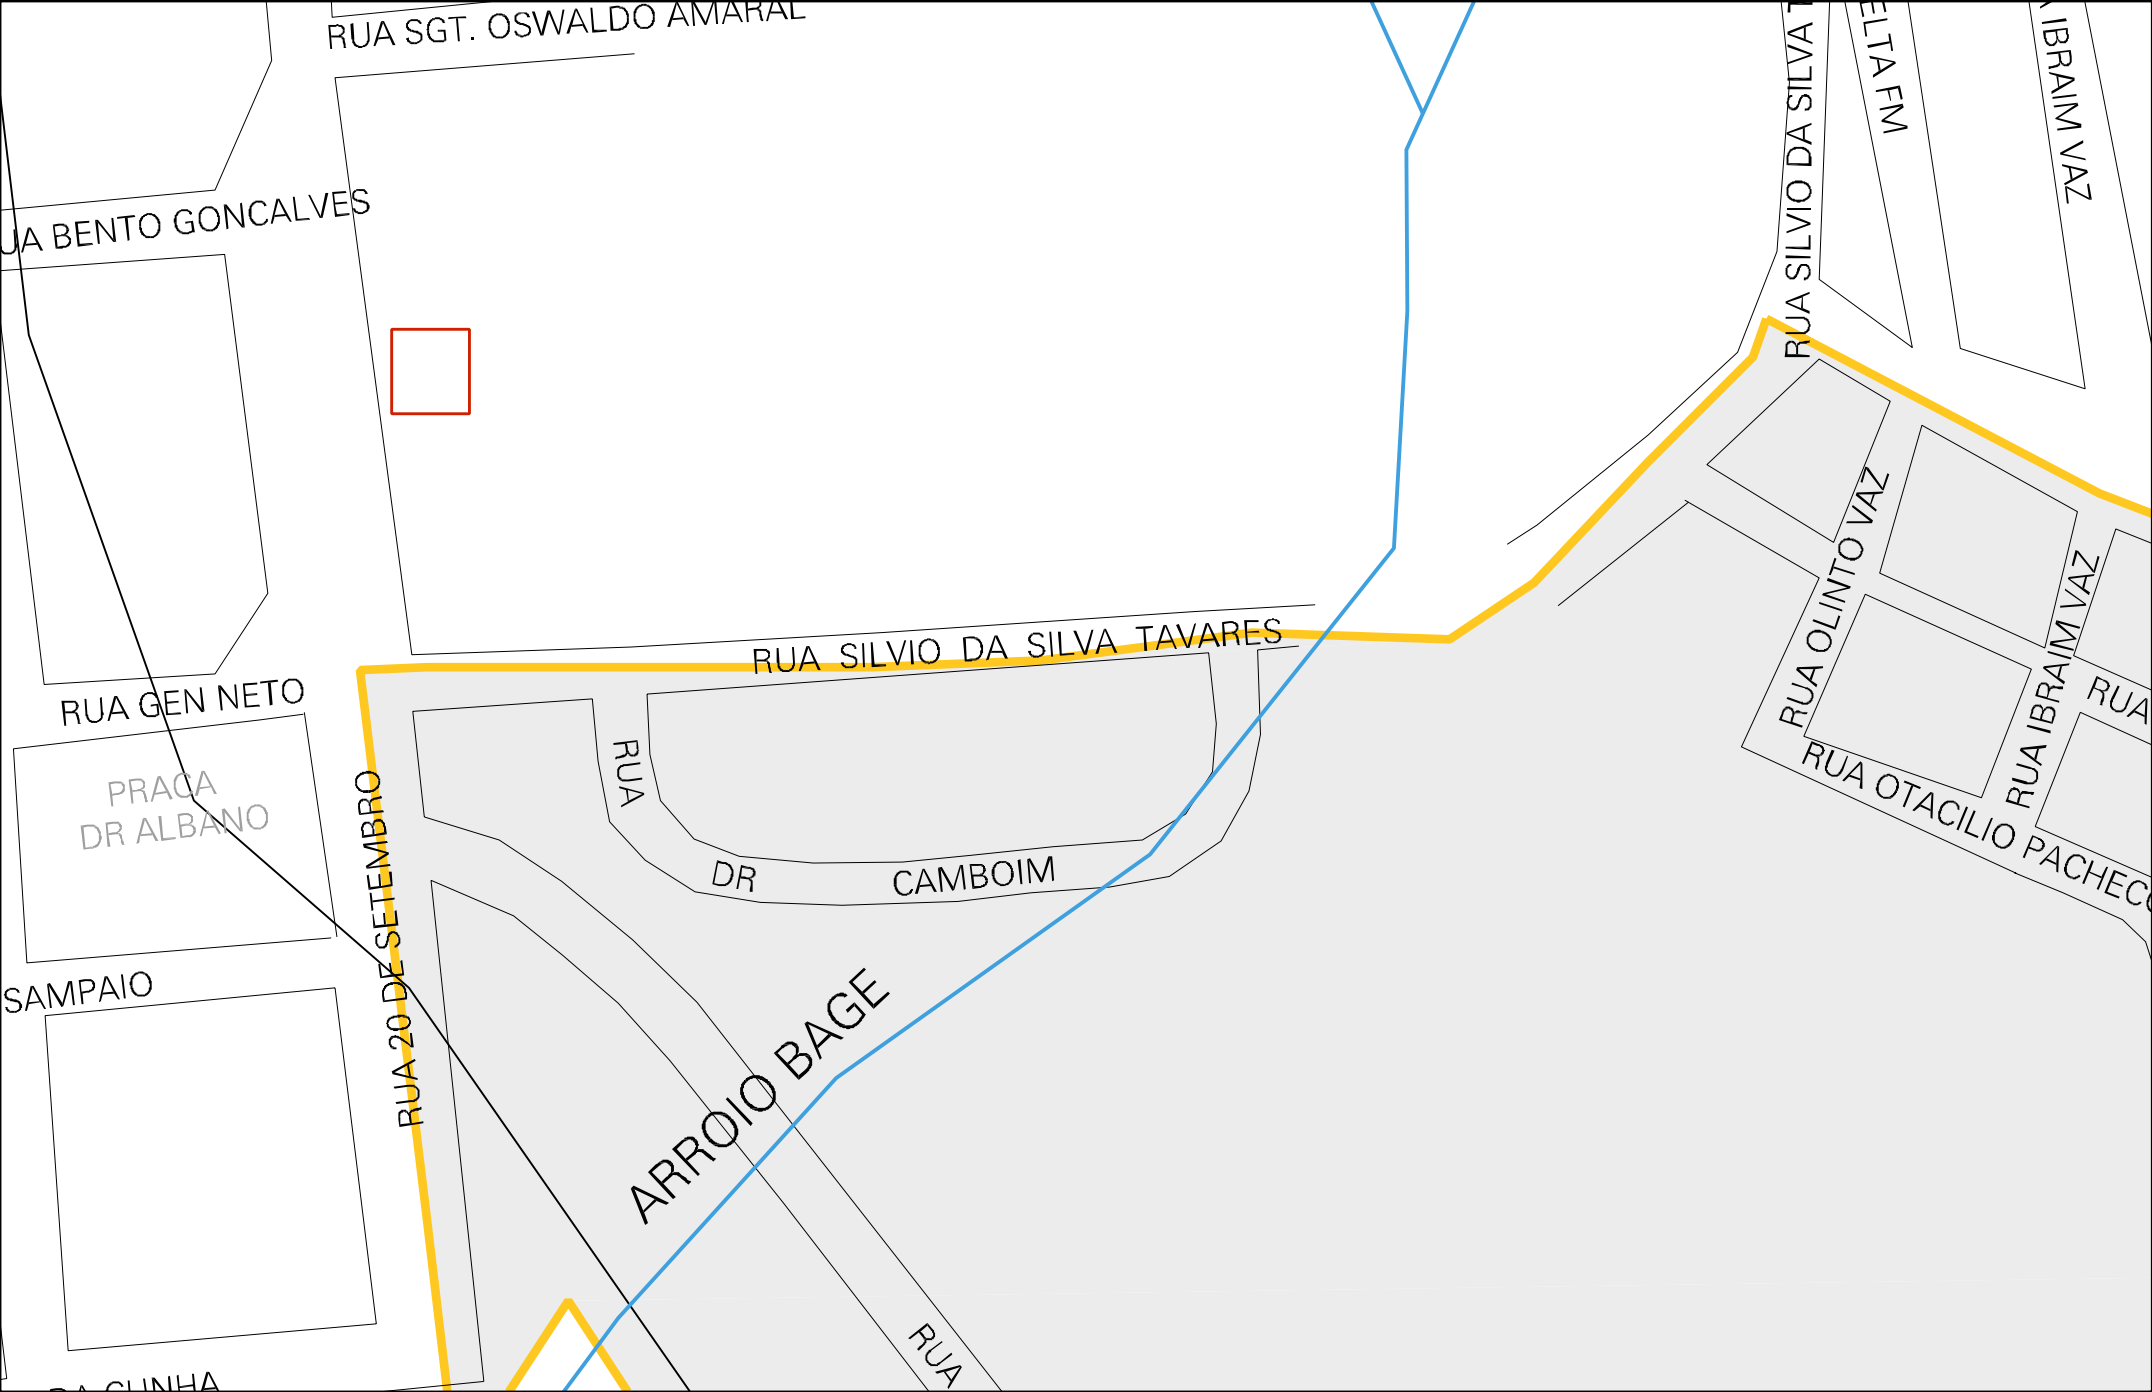 RUA SGT. OSWALDO AMARAL
RUA SILVIO DA SILVA
ELTA FM
IBRAIM VAZ
UA BENTO GONCALVES
RUA SILVIO DA SILVA TAVARES
RUA GEN NETO
PRACA
DR ALBANO
RUA 20 DE SETEMBRO
RUA
DR CAMBOIM
RUA OLINTO VAZ
RUA IBRAIM VAZ
RUA
RUA OTACILIO PACHECO
SAMPAIO
ARROIO BAGE
RUA
DA CUNHA